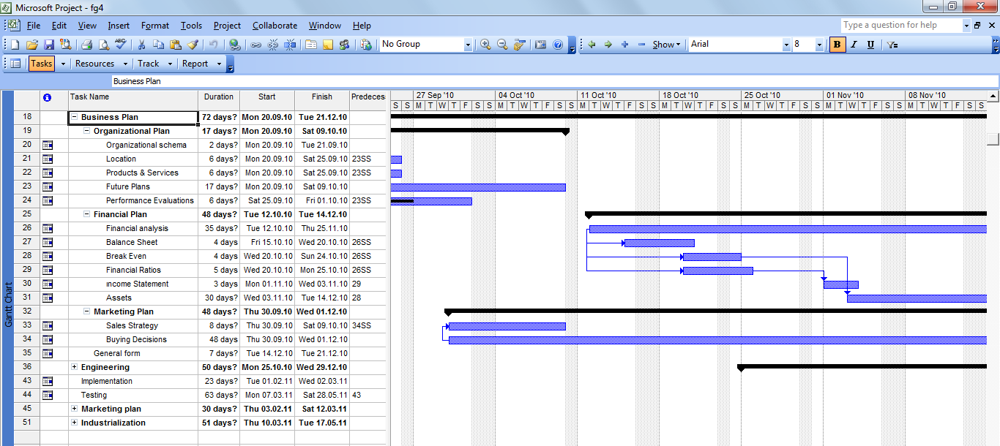 Microsoft Project - fg4
File Edit View Insert Format Tools Project Collaborate Window Help Type a question for help
ABC No Group Show Arial 8 B I U
Tasks Resources Track Report
Business Plan
Task Name Duration Start Finish Predeces 27 Sep '10 04 Oct '10 11 Oct '10 18 Oct '10 25 Oct '10 01 Nov '10 08 Nov '10
S S M T W T F S S M T W T F S S M T W T F S S M T W T F S S M T W T F S S M T W T F S S M T W T F S S
18 Business Plan 72 days? Mon 20.09.10 Tue 21.12.10
19 Organizational Plan 17 days? Mon 20.09.10 Sat 09.10.10
20 Organizational schema 2 days? Mon 20.09.10 Tue 21.09.10
21 Location 6 days? Mon 20.09.10 Sat 25.09.10 23SS
22 Products & Services 6 days? Mon 20.09.10 Sat 25.09.10 23SS
23 Future Plans 17 days? Mon 20.09.10 Sat 09.10.10
24 Performance Evaluations 6 days? Sat 25.09.10 Fri 01.10.10 23SS
25 Financial Plan 48 days? Tue 12.10.10 Tue 14.12.10
26 Financial analysis 35 days? Tue 12.10.10 Thu 25.11.10
27 Balance Sheet 4 days Fri 15.10.10 Wed 20.10.10 26SS
28 Break Even 4 days Wed 20.10.10 Sun 24.10.10 26SS
29 Financial Ratios 5 days Wed 20.10.10 Mon 25.10.10 26SS
30 income Statement 3 days Mon 01.11.10 Wed 03.11.10 29
31 Assets 30 days? Wed 03.11.10 Tue 14.12.10 28
32 Marketing Plan 48 days? Thu 30.09.10 Wed 01.12.10
33 Sales Strategy 8 days? Thu 30.09.10 Sat 09.10.10 34SS
34 Buying Decisions 48 days Thu 30.09.10 Wed 01.12.10
35 General form 7 days? Tue 14.12.10 Tue 21.12.10
36 Engineering 50 days? Mon 25.10.10 Wed 29.12.10
43 Implementation 23 days? Tue 01.02.11 Wed 02.03.11
44 Testing 63 days? Mon 07.03.11 Sat 28.05.11 43
45 Marketing plan 30 days? Thu 03.02.11 Sat 12.03.11
51 Industrialization 51 days? Thu 10.03.11 Tue 17.05.11
Gantt Chart